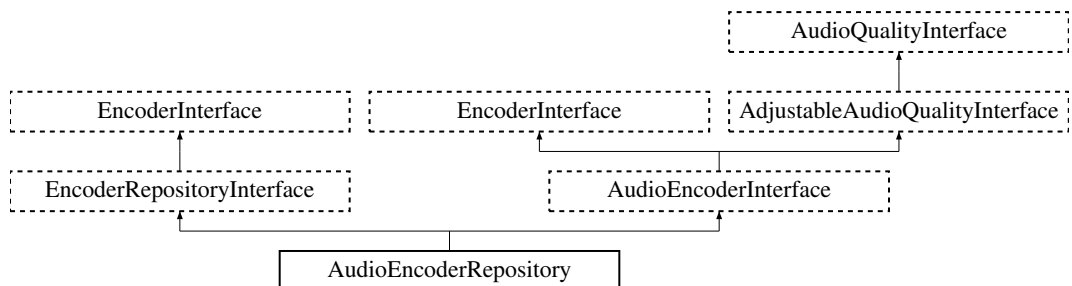 AudioQualityInterface
EncoderInterface
EncoderInterface
AdjustableAudioQualityInterface
EncoderRepositoryInterface
AudioEncoderInterface
AudioEncoderRepository